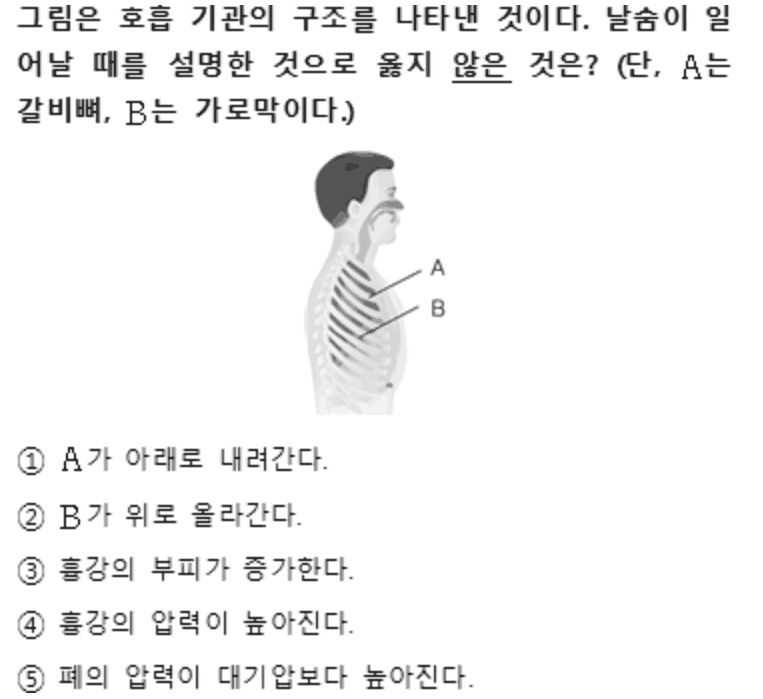 그림은 호흡 기관의 구조를 나타낸 것이다. 날숨이 일
어날 때를 설명한 것으로 옳지 않은 것은? (단, A는
갈비뼈, B는 가로막이다.)
A
B
① A가 아래로 내려간다.
② B가 위로 올라간다.
③ 흉강의 부피가 증가한다.
④ 흉강의 압력이 높아진다.
⑤ 폐의 압력이 대기압보다 높아진다.